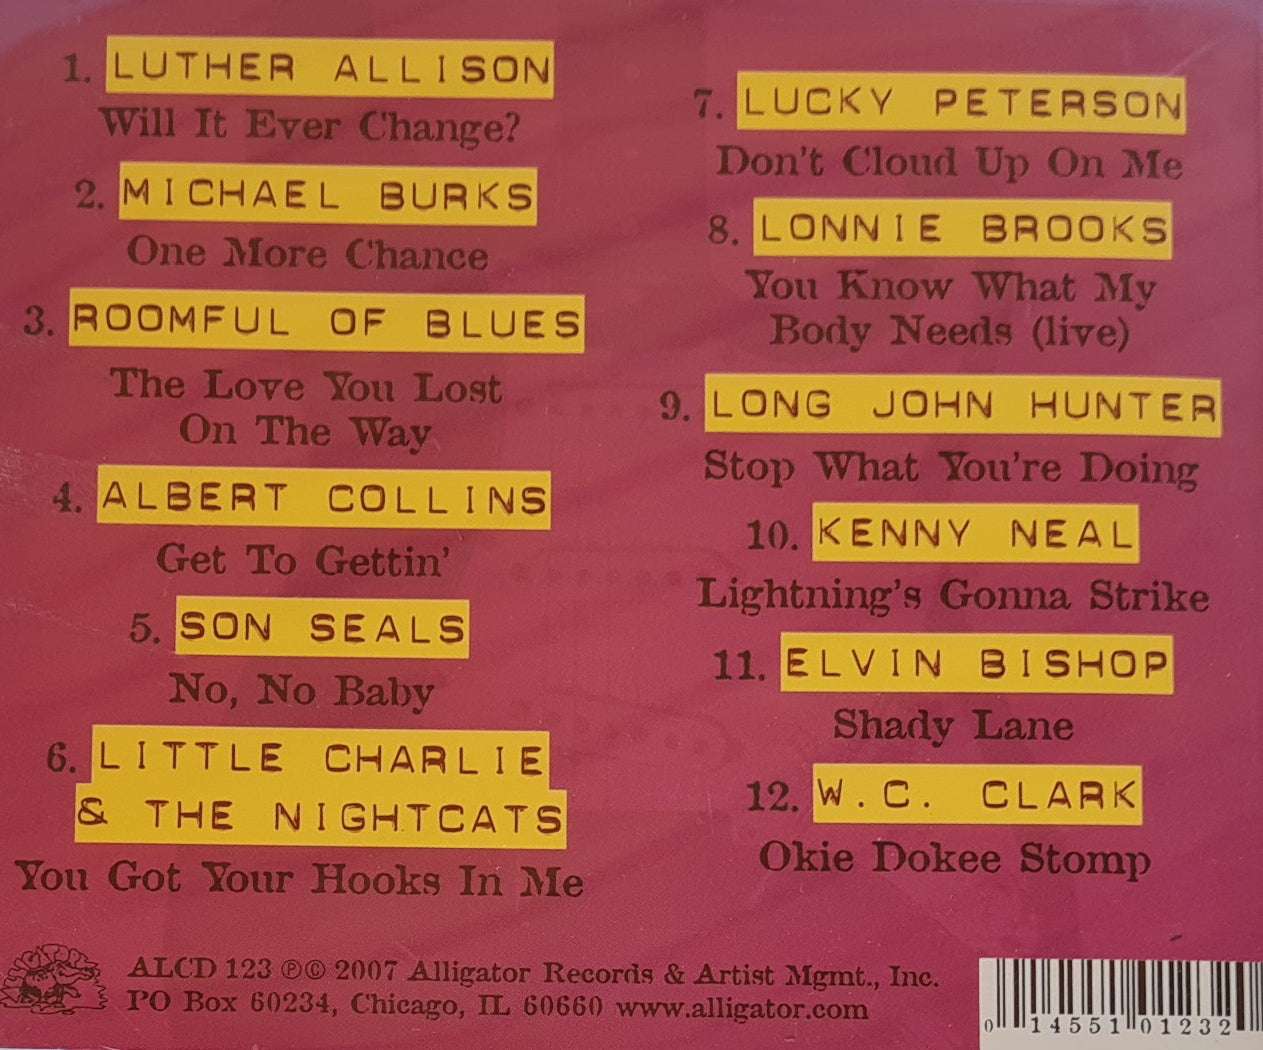 1. LUTHER ALLISON
Will It Ever Change?
2. MICHAEL BURKS
One More Chance
3. ROOMFUL OF BLUES
The Love You Lost
On The Way
4. ALBERT COLLINS
Get To Gettin'
5. SON SEALS
No, No Baby
6. LITTLE CHARLIE
& THE NIGHTCATS
You Got Your Hooks In Me
7. LUCKY PETERSON
Don't Cloud Up On Me
8. LONNIE BROOKS
You Know What My
Body Needs (live)
9. LONG JOHN HUNTER
Stop What You're Doing
10. KENNY NEAL
Lightning's Gonna Strike
11. ELVIN BISHOP
Shady Lane
12. W.C. CLARK
Okie Dokee Stomp
ALCD 123 ℗© 2007 Alligator Records & Artist Mgmt., Inc.
PO Box 60234, Chicago, IL 60660 www.alligator.com
0 14551 01232